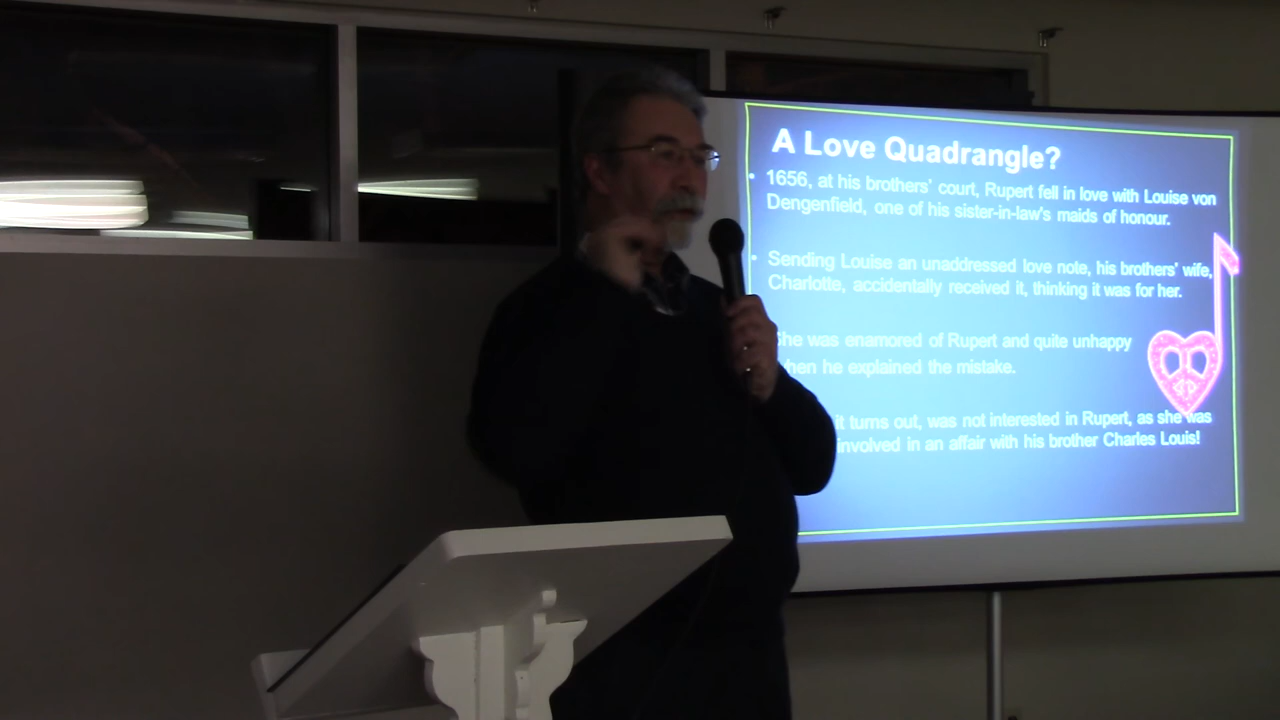 A Love Quadrangle?
• 1656, at his brothers' court, Rupert fell in love with Louise von
Dengenfield, one of his sister-in-law's maids of honour.
• Sending Louise an unaddressed love note, his brothers' wife,
Charlotte, accidentally received it, thinking it was for her.
She was enamored of Rupert and quite unhappy
when he explained the mistake.
it turns out, was not interested in Rupert, as she was
involved in an affair with his brother Charles Louis!